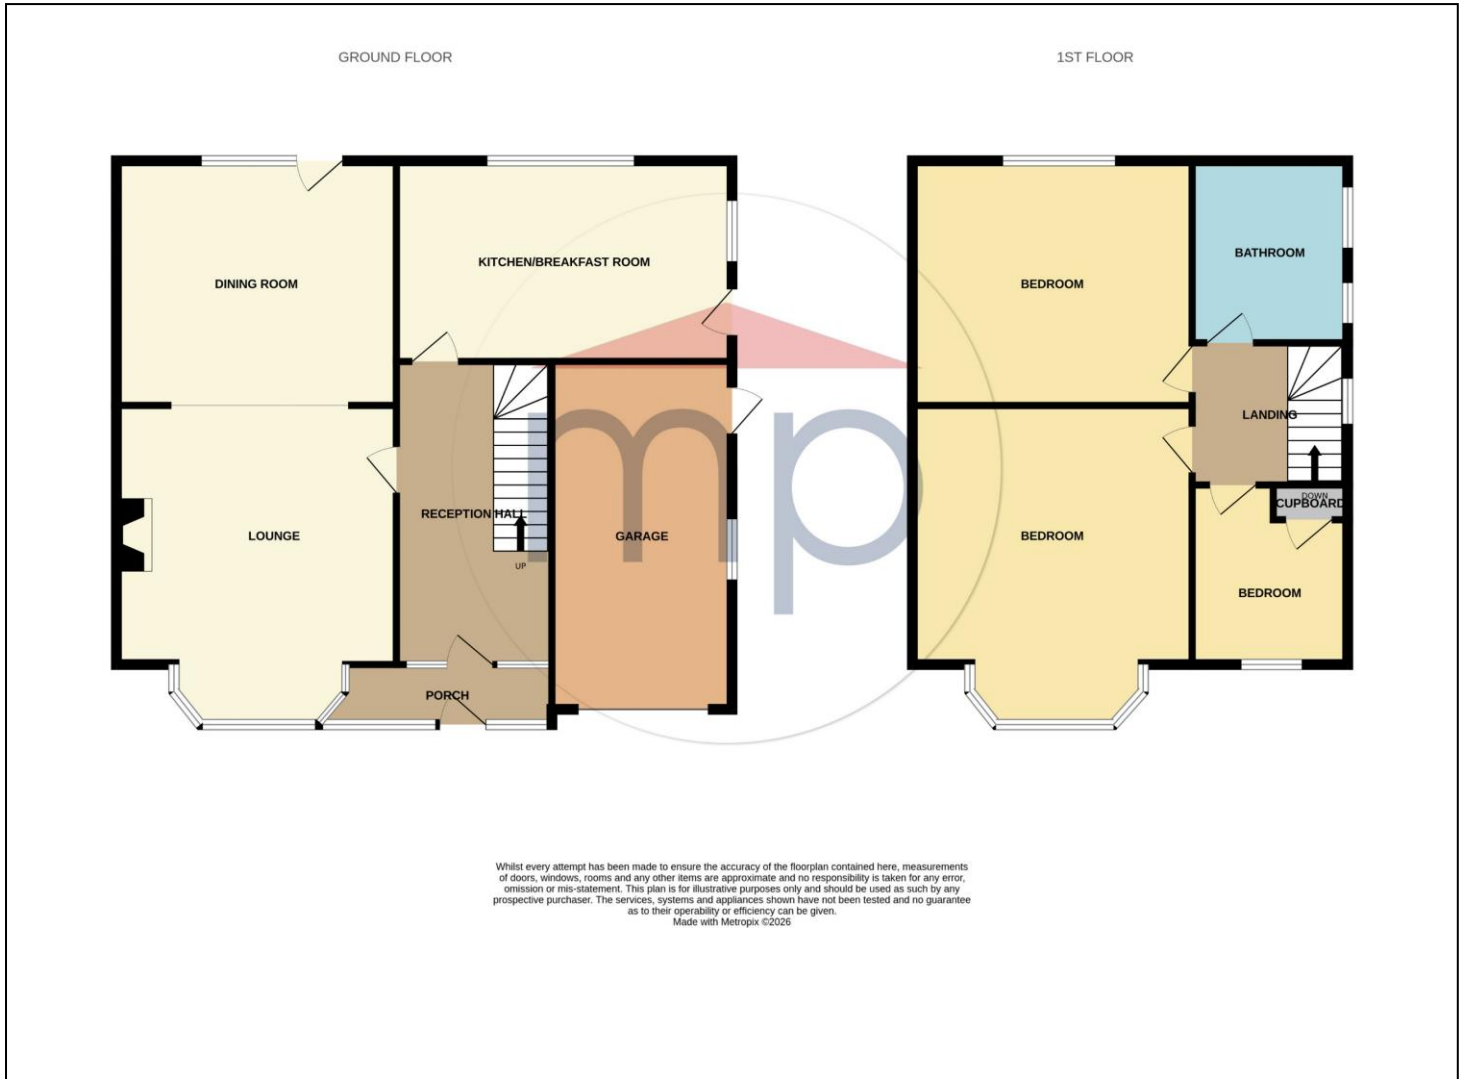 GROUND FLOOR
1ST FLOOR
DINING ROOM
KITCHEN/BREAKFAST ROOM
LOUNGE
RECEPTION HALL
UP
GARAGE
PORCH
BEDROOM
BATHROOM
LANDING
DOWN
CUPBOARD
BEDROOM
BEDROOM
mp
Whilst every attempt has been made to ensure the accuracy of the floorplan contained here, measurements
of doors, windows, rooms and any other items are approximate and no responsibility is taken for any error,
omission or mis-statement. This plan is for illustrative purposes only and should be used as such by any
prospective purchaser. The services, systems and appliances shown have not been tested and no guarantee
as to their operability or efficiency can be given.
Made with Metropix ©2026